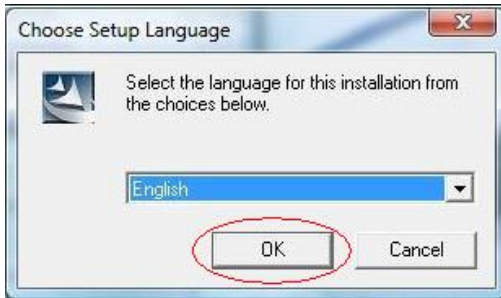 Choose Setup Language
Select the language for this installation from
the choices below.
English
OK
Cancel